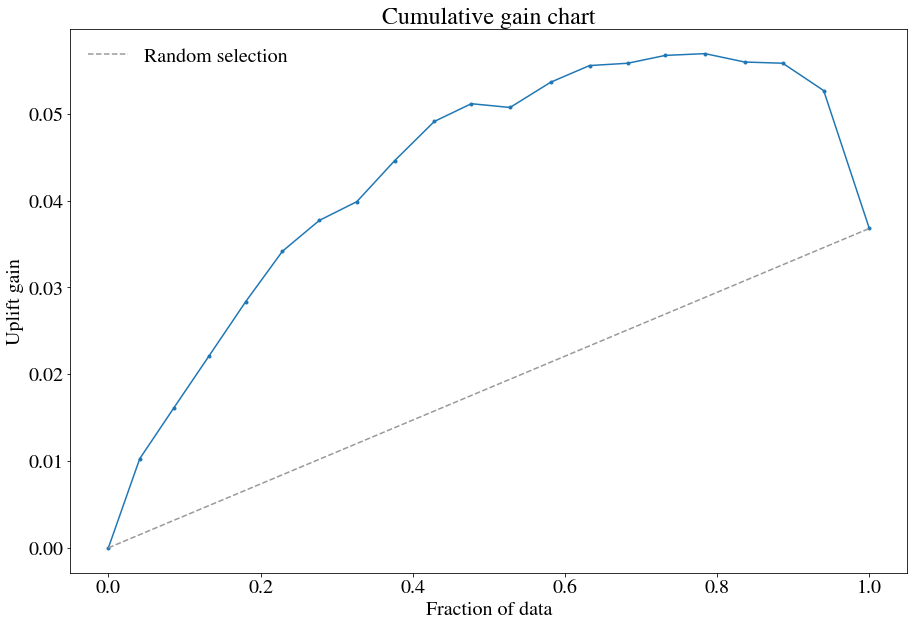 Cumulative gain chart
Random selection
0.05
0.04
0.03
0.02
0.01
0.00
Uplift gain
0.0 0.2 0.4 0.6 0.8 1.0
Fraction of data